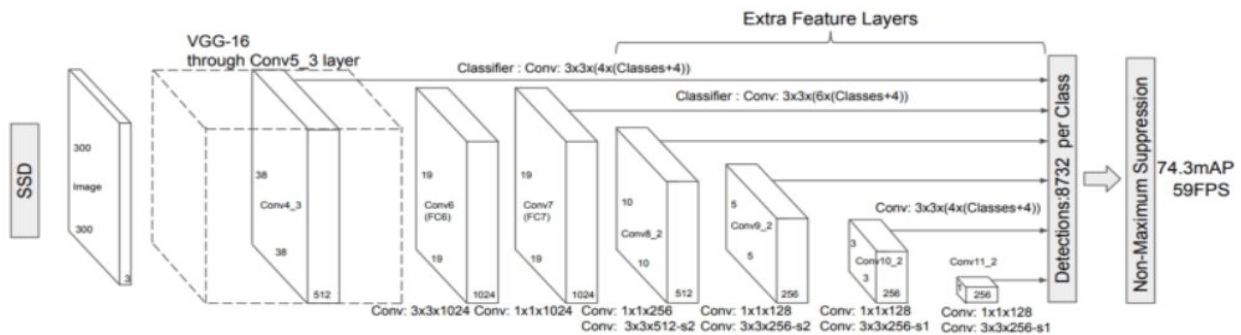 Extra Feature Layers
VGG-16
through Conv5_3 layer
Classifier : Conv: 3x3x(4x(Classes+4))
Classifier : Conv: 3x3x(6x(Classes+4))
SSD
300
Image
300
3
38
Conv4_3
38
512
19
Conv6
(FC6)
19
1024
19
Conv7
(FC7)
19
1024
10
Conv8_2
10
512
5
Conv9_2
5
256
Conv: 3x3x(4x(Classes+4))
3
Conv10_2
3
256
Conv11_2
256
Conv: 3x3x1024
Conv: 1x1x1024
Conv: 1x1x256
Conv: 3x3x512-s2
Conv: 1x1x128
Conv: 3x3x256-s2
Conv: 1x1x128
Conv: 3x3x256-s1
Conv: 1x1x128
Conv: 3x3x256-s1
Detections:8732 per Class
Non-Maximum Suppression
74.3mAP
59FPS